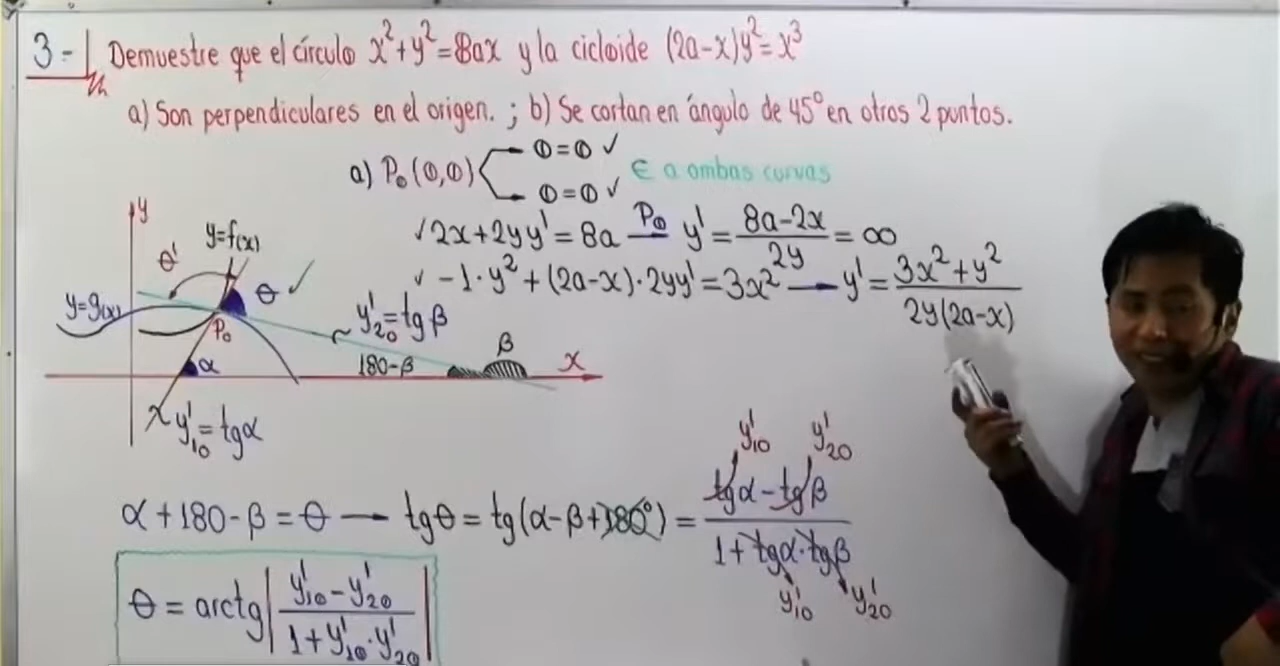 3-| Demuestre que el círculo x²+y²=8ax y la cicloide (2a-x)y²=x³
a) Son perpendiculares en el origen. ; b) Se cortan en ángulo de 45° en otros 2 puntos.
a) P₀(0,0)
0=0 ✓
0=0 ✓
∈ a ambas curvas
✓2x+2yy'=8a P₀→ y'=(8a-2x)/2y=∞
✓ -1·y²+(2a-x)·2yy'=3x² → y'=(3x²+y²)/(2y(2a-x))
y
y=f(x)
θ'
θ ✓
y=g(x)
P₀
y'₂₀=tgβ
α
180-β
β
x
y'₁₀=tgα
y'₁₀ y'₂₀
α+180-β=θ → tgθ=tg(α-β+180°)=(tgα-tgβ)/(1+tgα·tgβ)
y'₁₀ y'₂₀
θ=arctg|(y'₁₀-y'₂₀)/(1+y'₁₀·y'₂₀)|